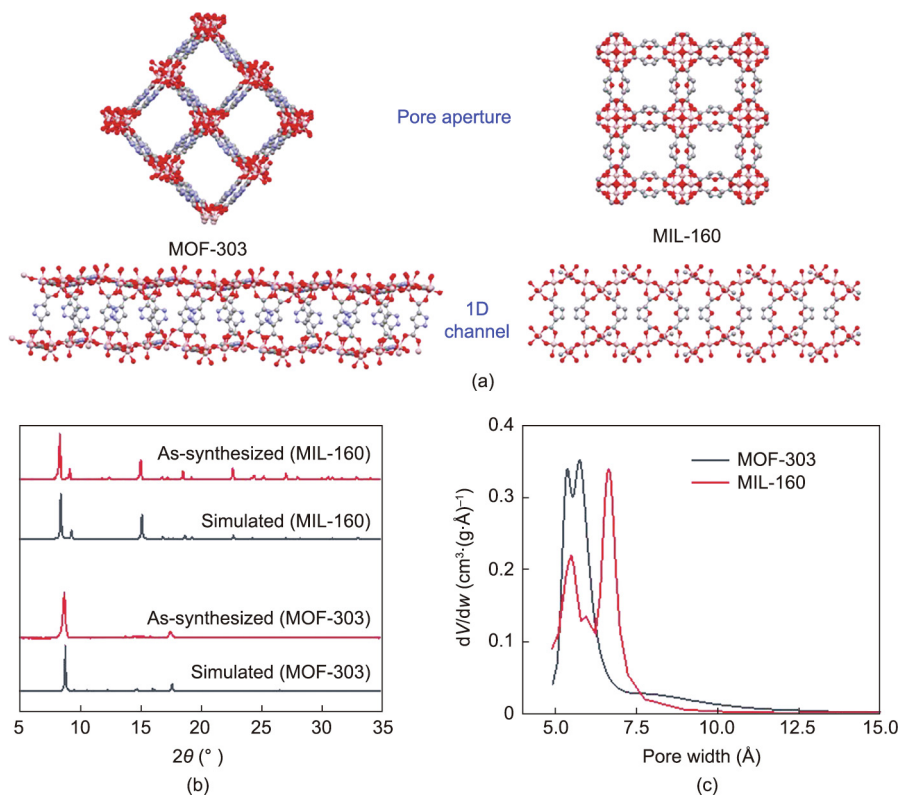 Pore aperture
MOF-303
MIL-160
1D
channel
(a)
As-synthesized (MIL-160)
Simulated (MIL-160)
As-synthesized (MOF-303)
Simulated (MOF-303)
5 10 15 20 25 30 35
2θ (° )
(b)
0.4
0.3
0.2
0.1
0
dV/dw (cm³·(g·Å)⁻¹)
MOF-303
MIL-160
5.0 7.5 10.0 12.5 15.0
Pore width (Å)
(c)